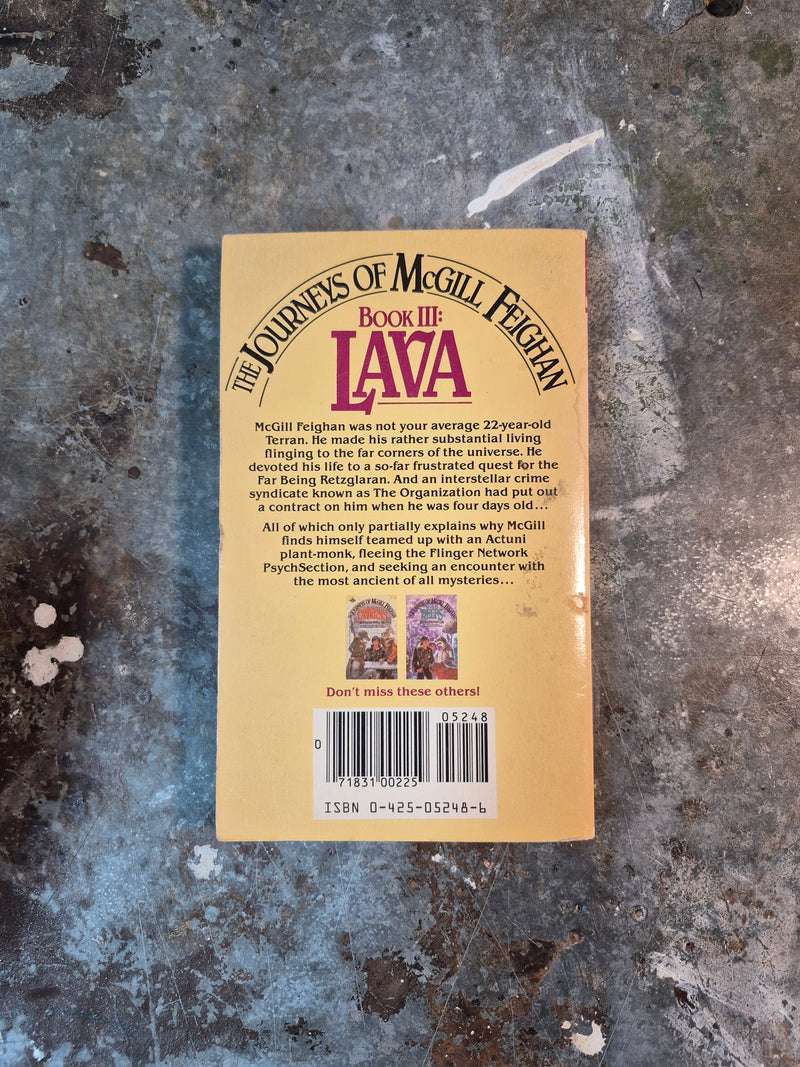 THE JOURNEYS OF MCGILL FEIGHAN
BOOK III:
LAVA
McGill Feighan was not your average 22-year-old
Terran. He made his rather substantial living
flinging to the far corners of the universe. He
devoted his life to a so-far frustrated quest for the
Far Being Retzglaran. And an interstellar crime
syndicate known as The Organization had put out
a contract on him when he was four days old...
All of which only partially explains why McGill
finds himself teamed up with an Actuni
plant-monk, fleeing the Flinger Network
PsychSection, and seeking an encounter with
the most ancient of all mysteries...
Don't miss these others!
05248
0
71831 00225
ISBN 0-425-05248-6